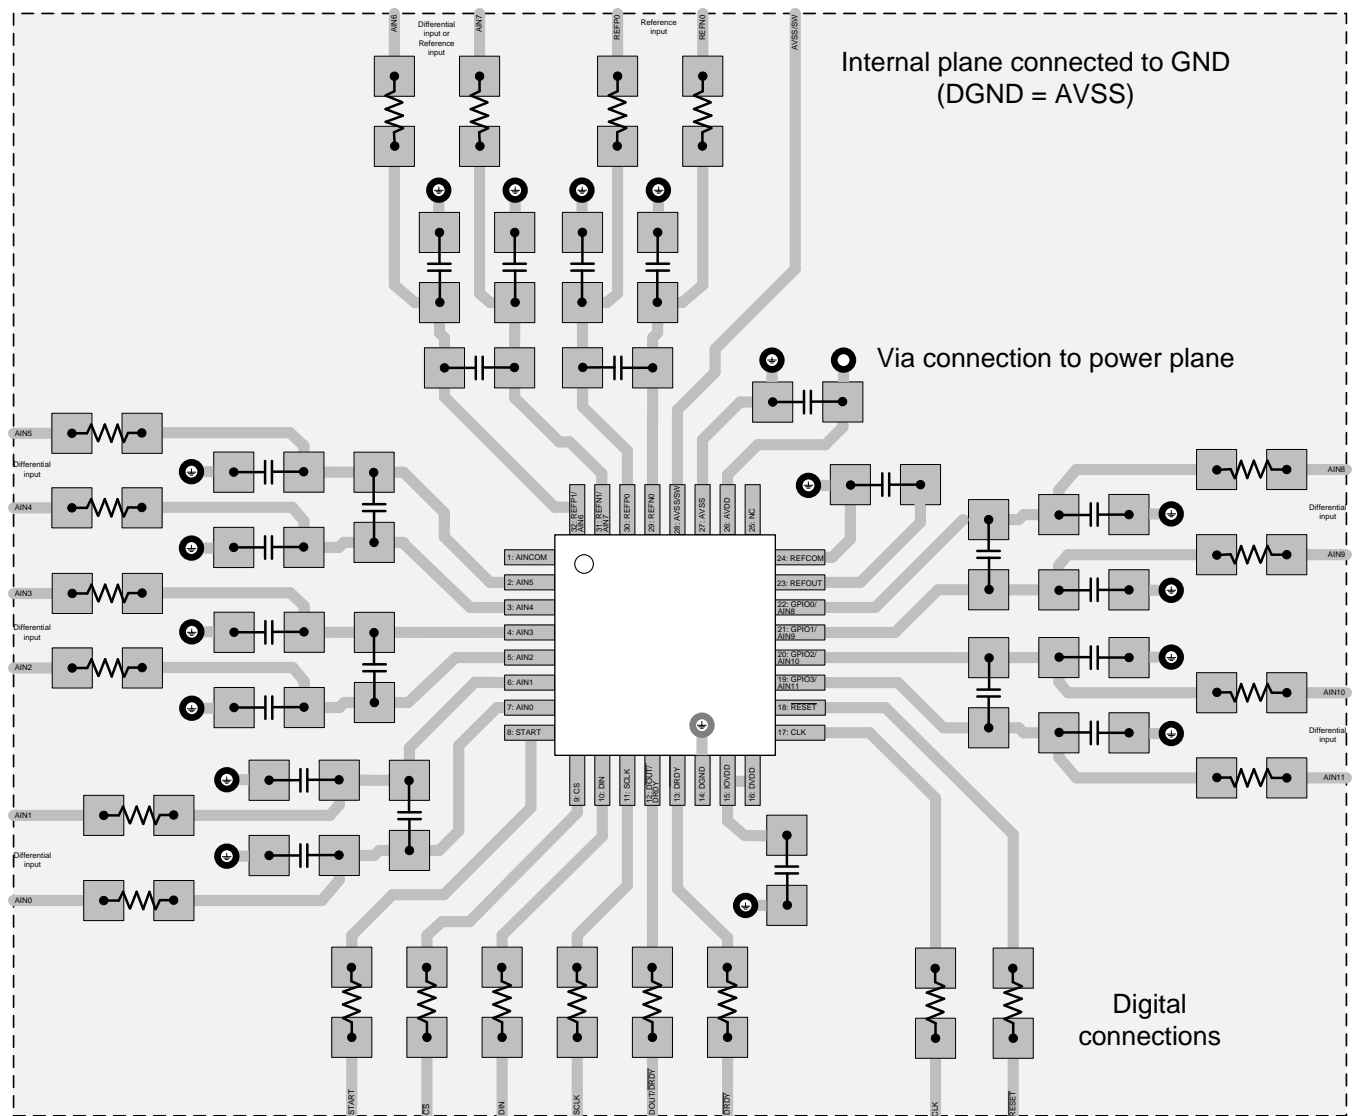 AIN6
Differential
input or
Reference
input
AIN7
REFP0
Reference
input
REFN0
AVSS/SW
Internal plane connected to GND
(DGND = AVSS)
Via connection to power plane
AIN5
Differential
input
AIN4
AIN3
Differential
input
AIN2
AIN1
Differential
input
AIN0
AIN8
Differential
input
AIN9
AIN10
Differential
input
AIN11
32: REFP1/
AIN6
31: REFN1/
AIN7
30: REFP0
29: REFN0
28: AVSS/SW
27: AVSS
26: AVDD
25: NC
1: AINCOM
2: AIN5
3: AIN4
4: AIN3
5: AIN2
6: AIN1
7: AIN0
8: START
24: REFCOM
23: REFOUT
22: GPIO0/
AIN8
21: GPIO1/
AIN9
20: GPIO2/
AIN10
19: GPIO3/
AIN11
18: RESET
17: CLK
9: CS
10: DIN
11: SCLK
12: DOUT/
DRDY
13: DRDY
14: DGND
15: IOVDD
16: DVDD
Digital
connections
START
CS
DIN
SCLK
DOUT/DRDY
DRDY
CLK
RESET